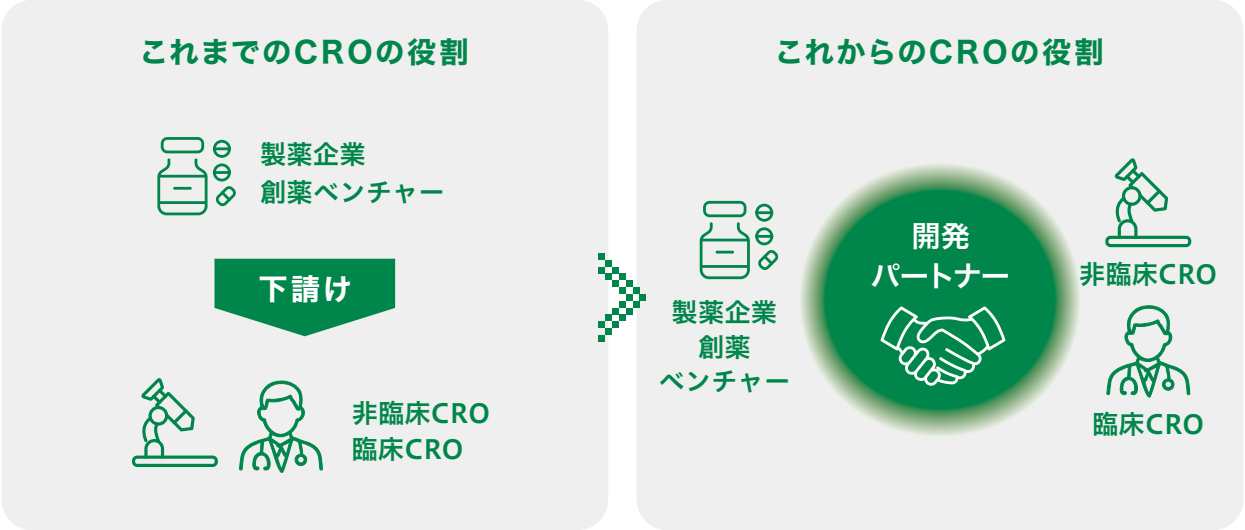 これまでのCROの役割
製薬企業
創薬ベンチャー
下請け
非臨床CRO
臨床CRO
これからのCROの役割
製薬企業
創薬
ベンチャー
開発
パートナー
非臨床CRO
臨床CRO